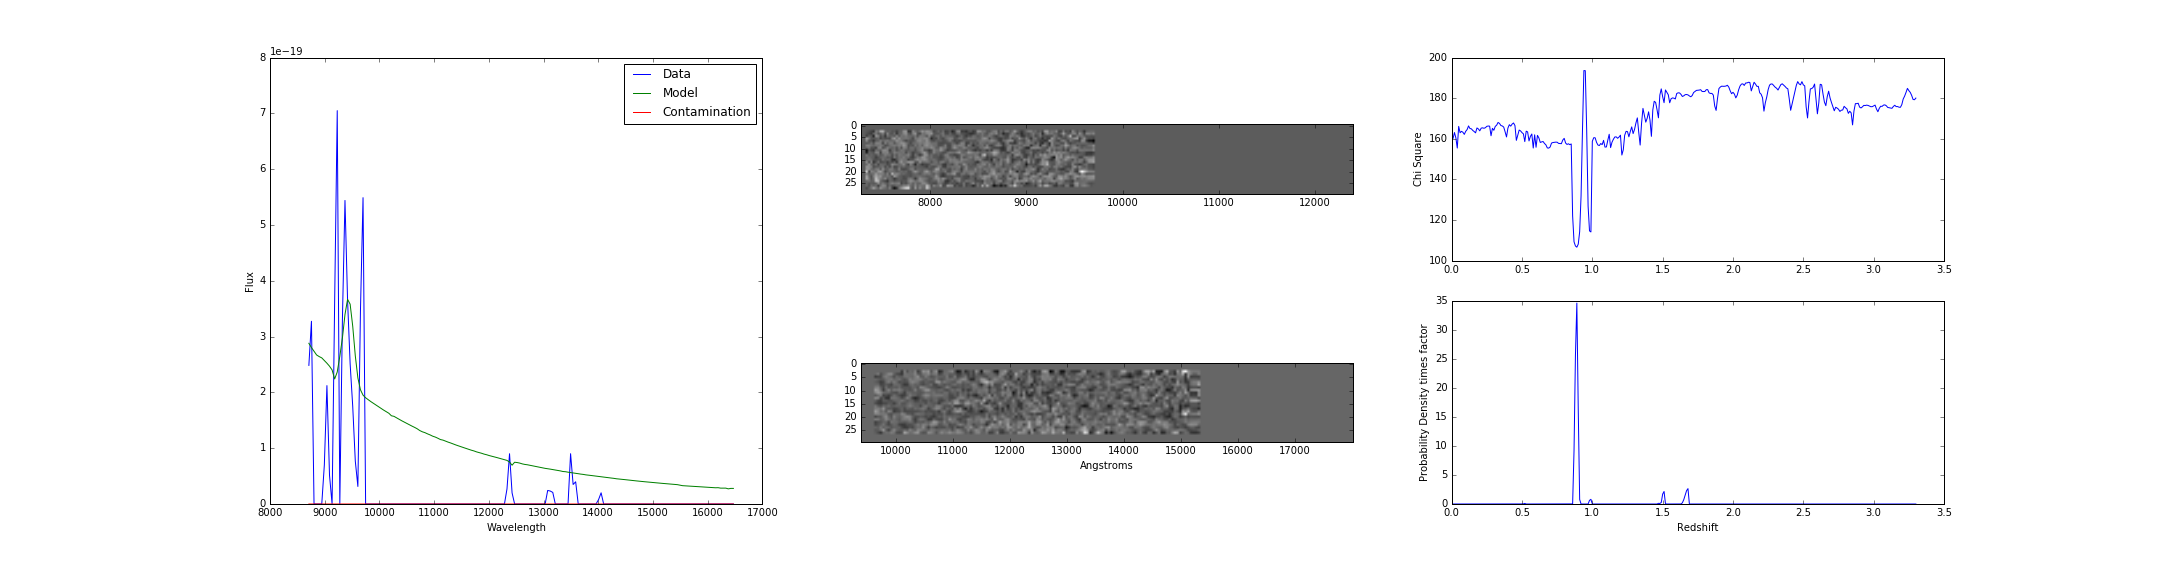 1e−19
8
7
6
5
4
3
2
1
0
Flux
8000 9000 10000 11000 12000 13000 14000 15000 16000 17000
Wavelength
Data
Model
Contamination
0
5
10
15
20
25
8000 9000 10000 11000 12000
0
5
10
15
20
25
10000 11000 12000 13000 14000 15000 16000 17000
Angstroms
200
180
160
140
120
100
Chi Square
0.0 0.5 1.0 1.5 2.0 2.5 3.0 3.5
35
30
25
20
15
10
5
0
Probability Density times factor
0.0 0.5 1.0 1.5 2.0 2.5 3.0 3.5
Redshift